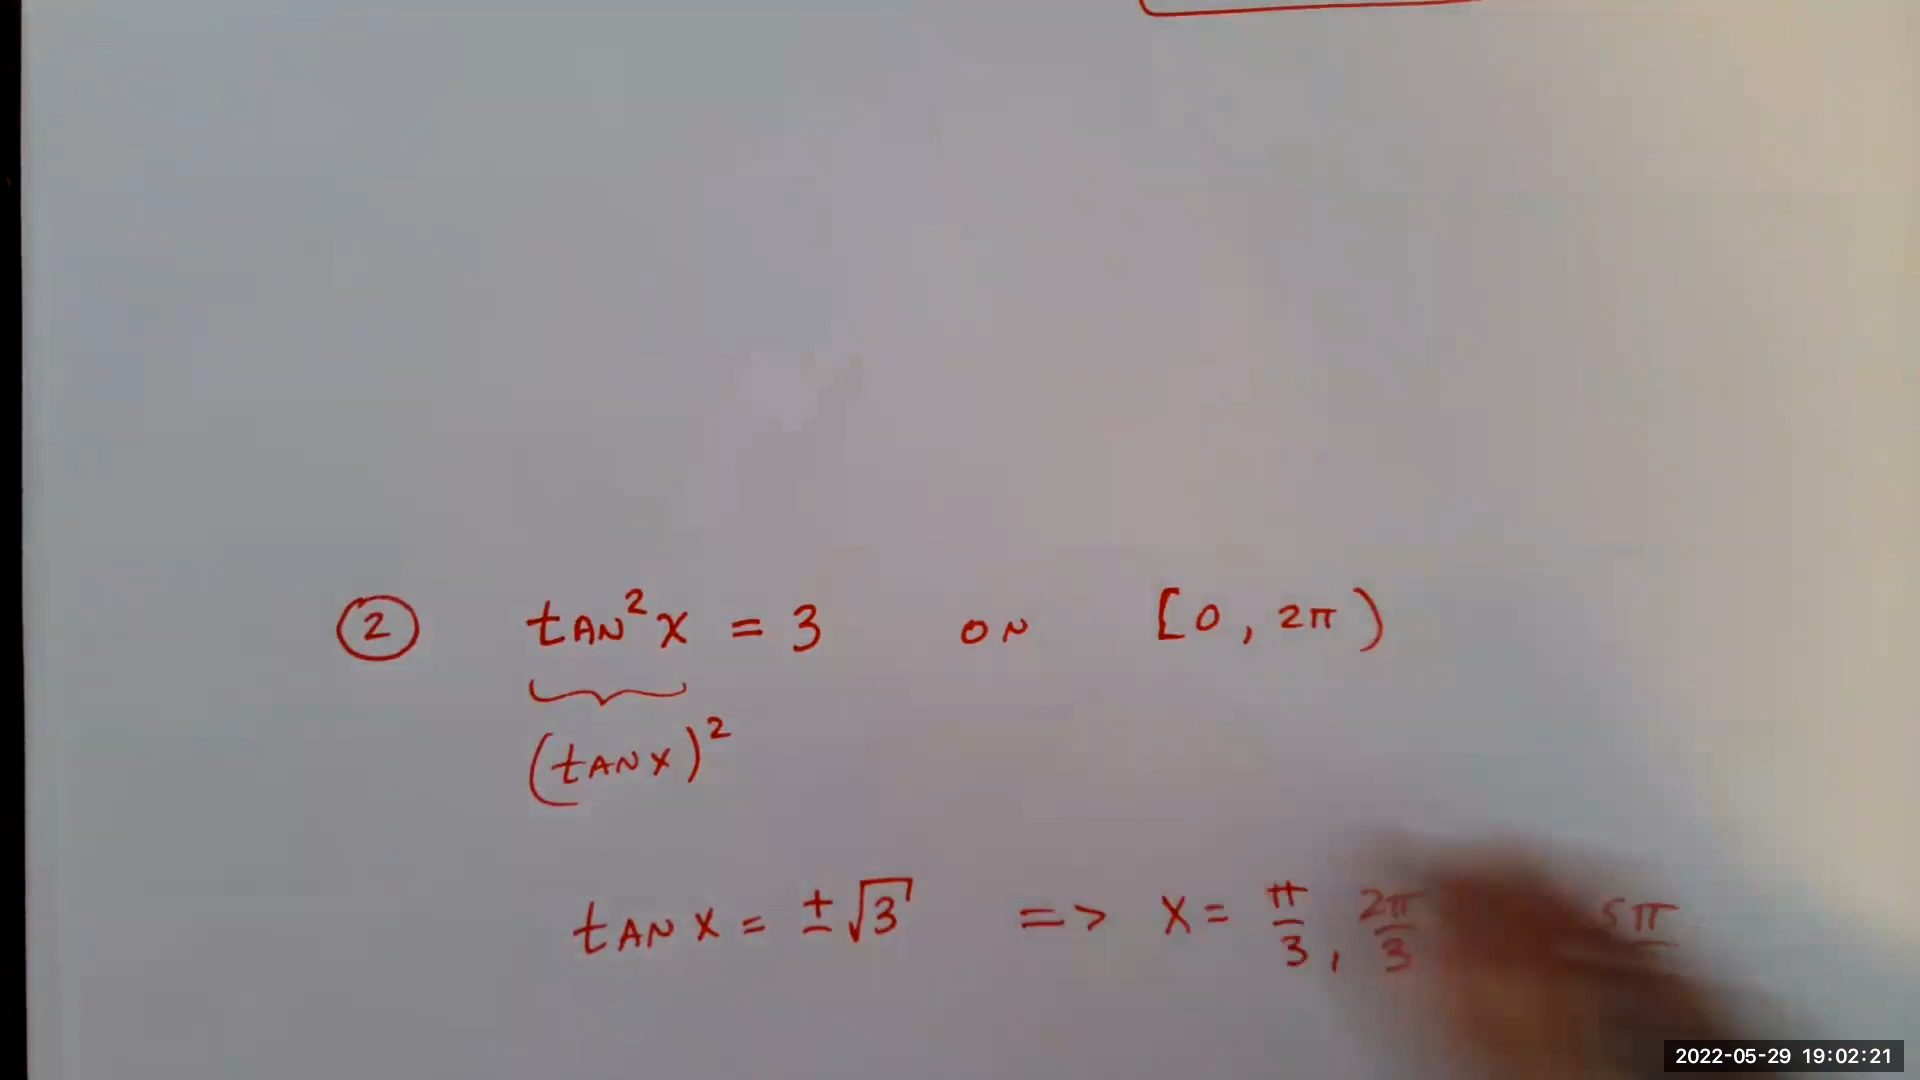 ② tan²x = 3 on [0, 2π)
(tan x)²
tan x = ±√3 => x = π/3, 2π/3 5π
2022-05-29 19:02:21